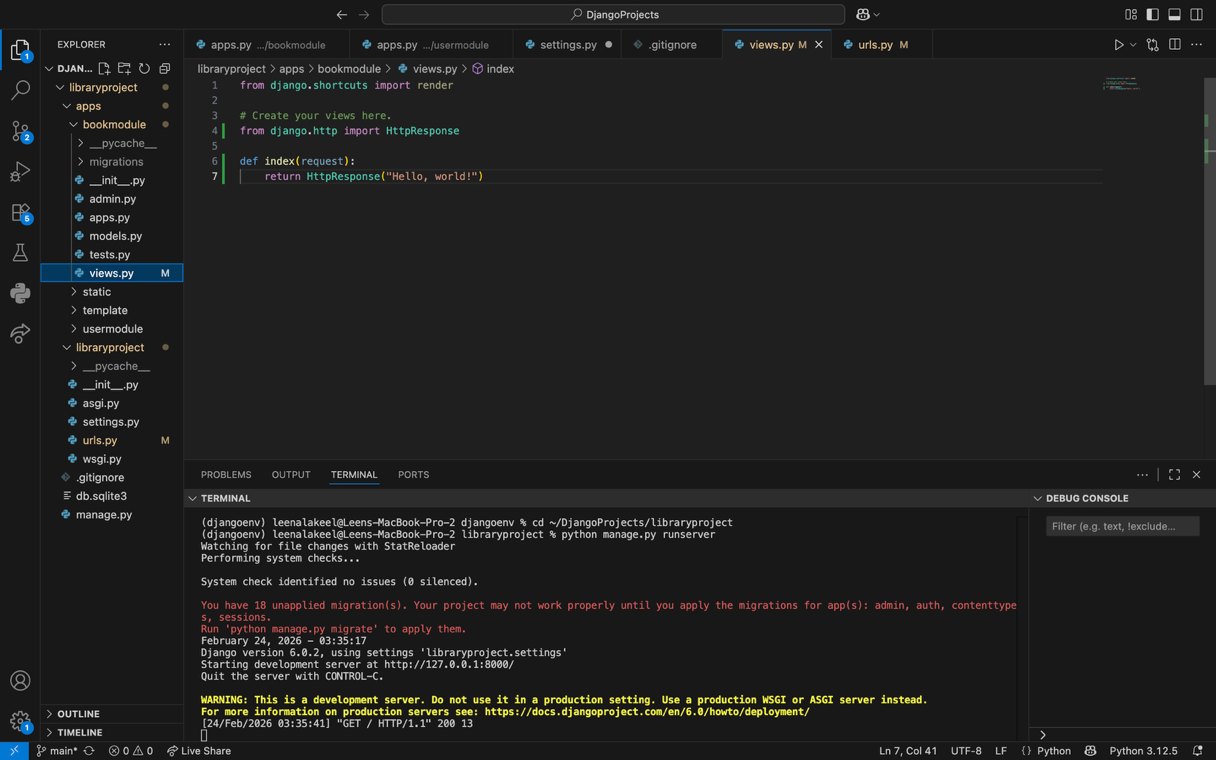 DjangoProjects
EXPLORER
apps.py .../bookmodule
apps.py .../usermodule
settings.py
.gitignore
views.py M
urls.py M
DJAN...
libraryproject > apps > bookmodule > views.py > index
libraryproject
apps
bookmodule
__pycache__
migrations
__init__.py
admin.py
apps.py
models.py
tests.py
views.py M
static
template
usermodule
libraryproject
__pycache__
__init__.py
asgi.py
settings.py
urls.py M
wsgi.py
.gitignore
db.sqlite3
manage.py
OUTLINE
TIMELINE
1
2
5
1
1 from django.shortcuts import render
2
3 # Create your views here.
4 from django.http import HttpResponse
5
6 def index(request):
7 return HttpResponse("Hello, world!")
PROBLEMS OUTPUT TERMINAL PORTS
TERMINAL
(djangoenv) leenalakeel@Leens-MacBook-Pro-2 djangoenv % cd ~/DjangoProjects/libraryproject
(djangoenv) leenalakeel@Leens-MacBook-Pro-2 libraryproject % python manage.py runserver
Watching for file changes with StatReloader
Performing system checks...
System check identified no issues (0 silenced).
You have 18 unapplied migration(s). Your project may not work properly until you apply the migrations for app(s): admin, auth, contenttype
s, sessions.
Run 'python manage.py migrate' to apply them.
February 24, 2026 - 03:35:17
Django version 6.0.2, using settings 'libraryproject.settings'
Starting development server at http://127.0.0.1:8000/
Quit the server with CONTROL-C.
WARNING: This is a development server. Do not use it in a production setting. Use a production WSGI or ASGI server instead.
For more information on production servers see: https://docs.djangoproject.com/en/6.0/howto/deployment/
[24/Feb/2026 03:35:41] "GET / HTTP/1.1" 200 13
DEBUG CONSOLE
Filter (e.g. text, !exclude...
main* 0 0 Live Share
Ln 7, Col 41 UTF-8 LF {} Python Python 3.12.5